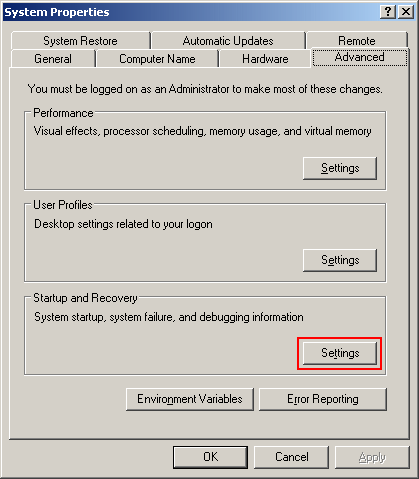 System Properties
System Restore
Automatic Updates
Remote
General
Computer Name
Hardware
Advanced
You must be logged on as an Administrator to make most of these changes.
Performance
Visual effects, processor scheduling, memory usage, and virtual memory
Settings
User Profiles
Desktop settings related to your logon
Settings
Startup and Recovery
System startup, system failure, and debugging information
Settings
Environment Variables
Error Reporting
OK
Cancel
Apply